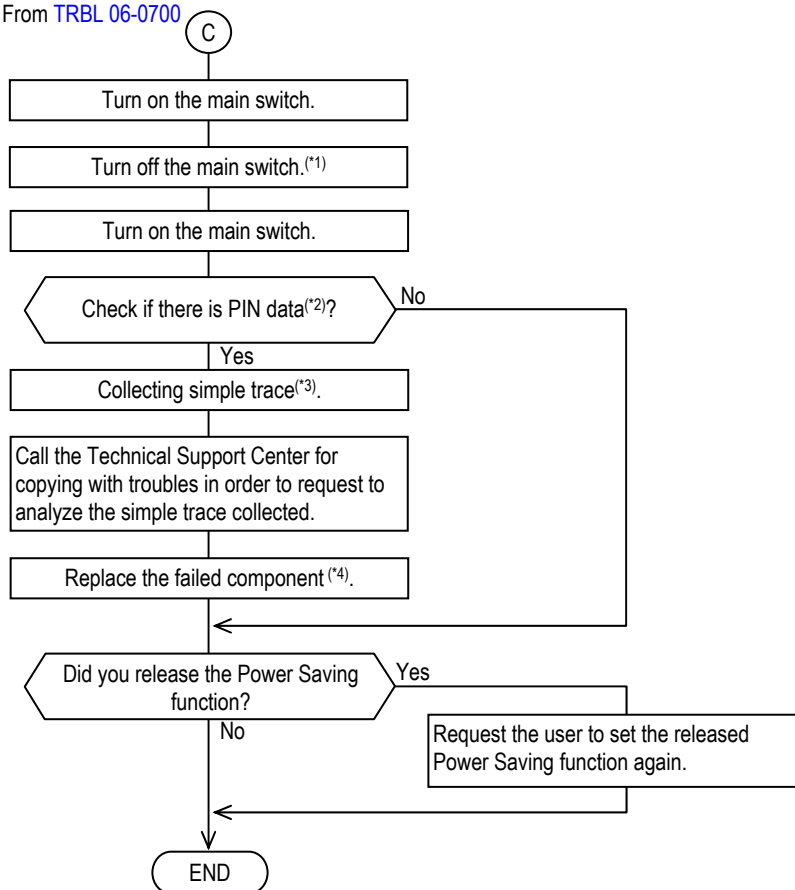 From TRBL 06-0700
C
Turn on the main switch.
Turn off the main switch.(*1)
Turn on the main switch.
Check if there is PIN data(*2)?
No
Yes
Collecting simple trace(*3).
Call the Technical Support Center for
copying with troubles in order to request to
analyze the simple trace collected.
Replace the failed component (*4).
Did you release the Power Saving
function?
Yes
No
Request the user to set the released
Power Saving function again.
END